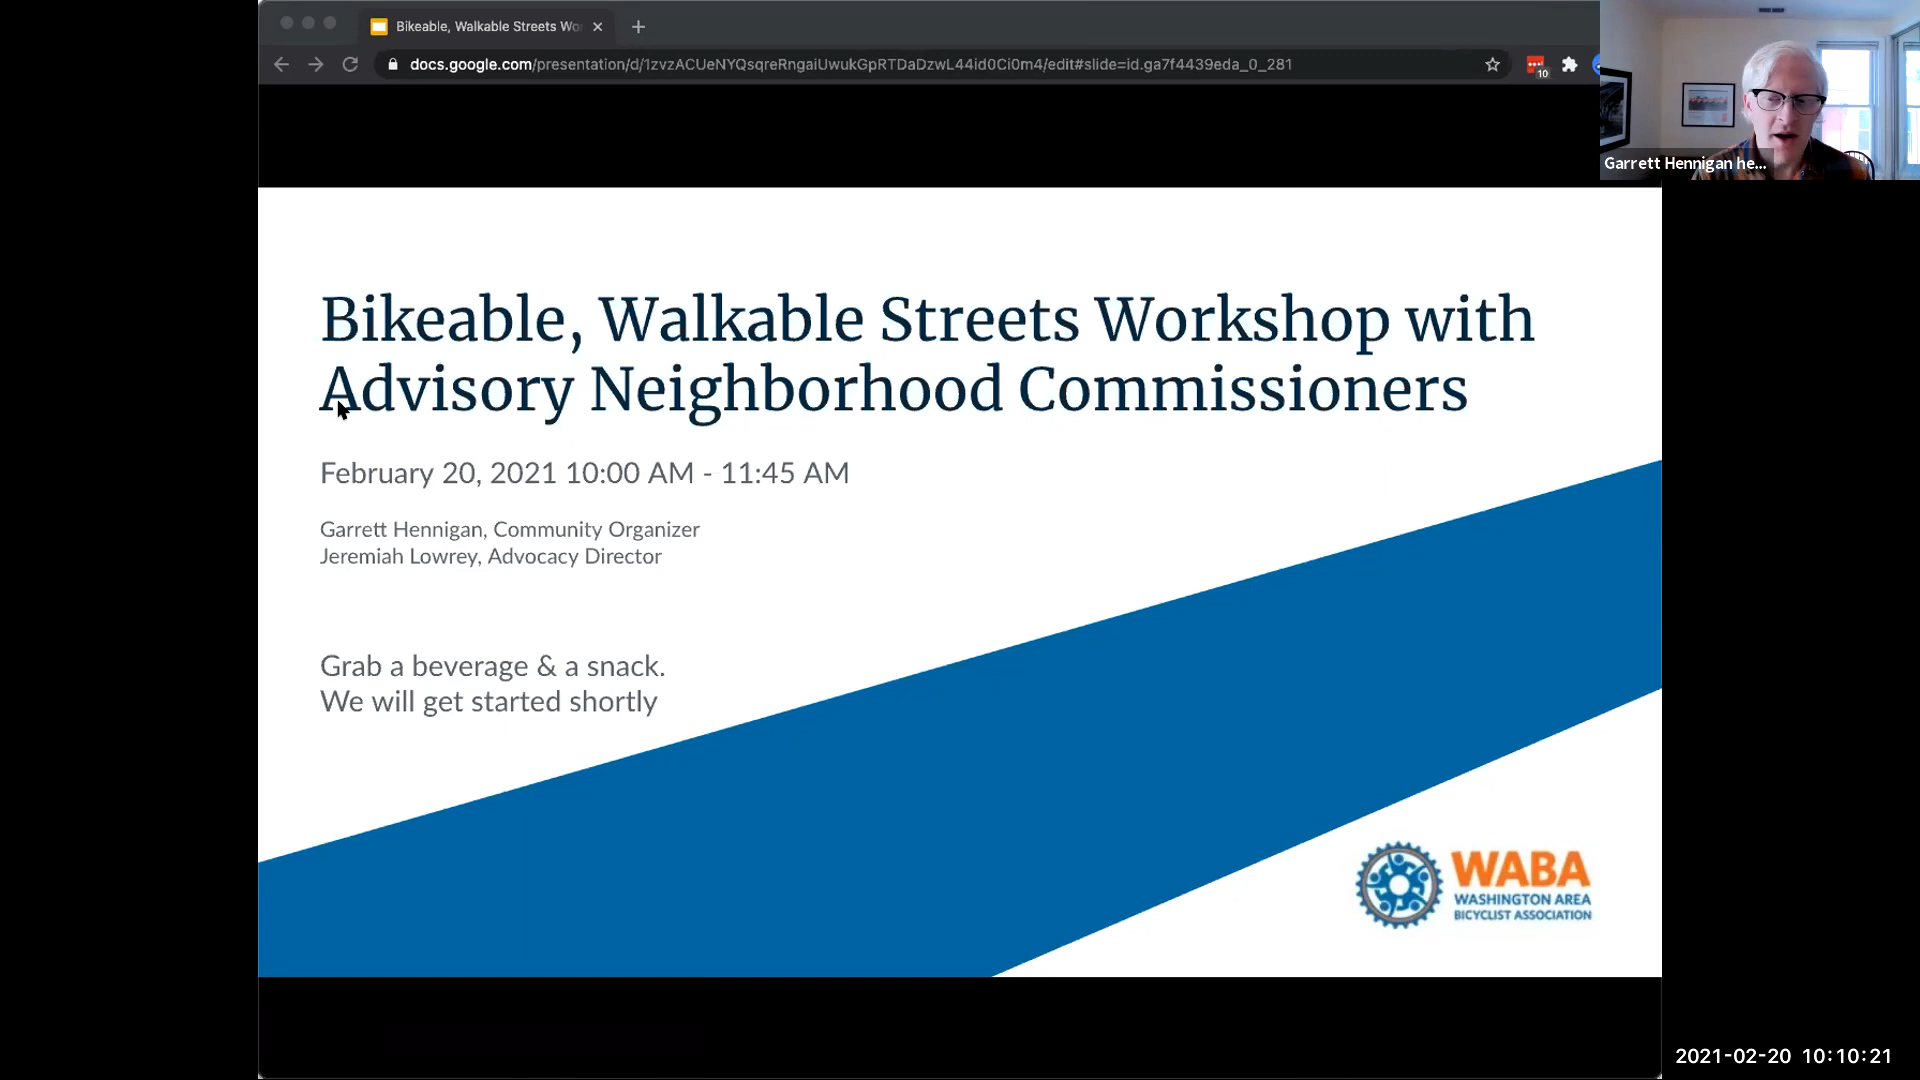 Bikeable, Walkable Streets Wo
docs.google.com/presentation/d/1zvzACUeNYQsqreRngaiUwukGpRTDaDzwL44id0Ci0m4/edit#slide=id.ga7f4439eda_0_281
10
Garrett Hennigan he...
Bikeable, Walkable Streets Workshop with
Advisory Neighborhood Commissioners
February 20, 2021 10:00 AM - 11:45 AM
Garrett Hennigan, Community Organizer
Jeremiah Lowrey, Advocacy Director
Grab a beverage & a snack.
We will get started shortly
WABA
WASHINGTON AREA
BICYCLIST ASSOCIATION
2021-02-20 10:10:21